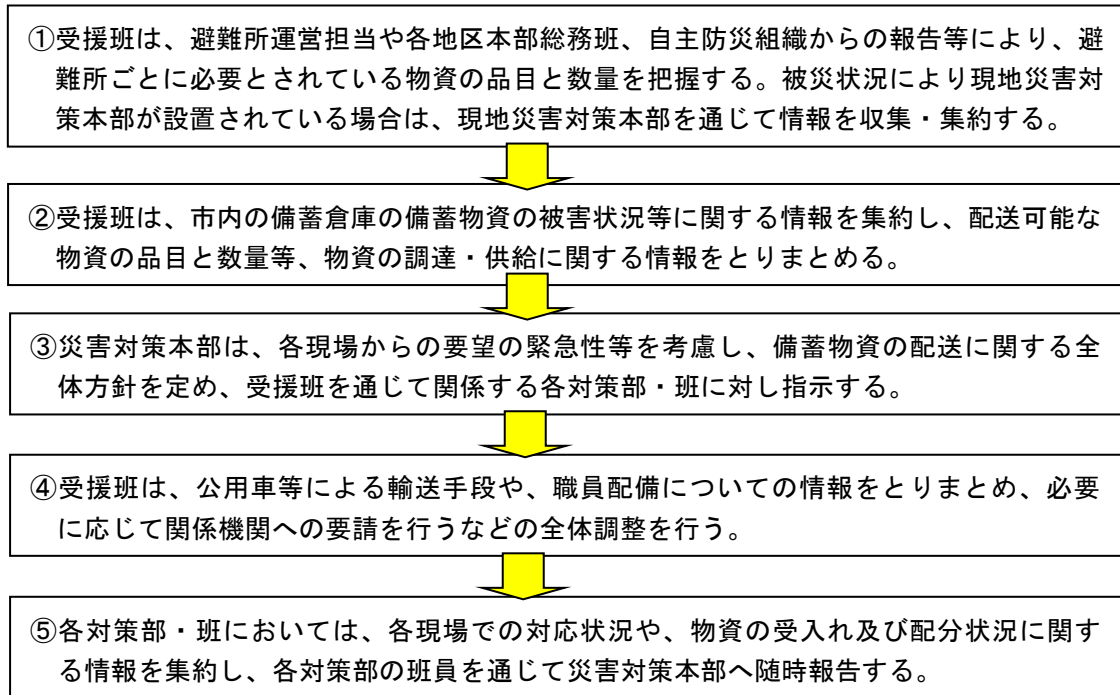 ①受援班は、避難所運営担当や各地区本部総務班、自主防災組織からの報告等により、避
難所ごとに必要とされている物資の品目と数量を把握する。被災状況により現地災害対
策本部が設置されている場合は、現地災害対策本部を通じて情報を収集・集約する。
②受援班は、市内の備蓄倉庫の備蓄物資の被害状況等に関する情報を集約し、配送可能な
物資の品目と数量等、物資の調達・供給に関する情報をとりまとめる。
③災害対策本部は、各現場からの要望の緊急性等を考慮し、備蓄物資の配送に関する全
体方針を定め、受援班を通じて関係する各対策部・班に対し指示する。
④受援班は、公用車等による輸送手段や、職員配備についての情報をとりまとめ、必要
に応じて関係機関への要請を行うなどの全体調整を行う。
⑤各対策部・班においては、各現場での対応状況や、物資の受入れ及び配分状況に関す
る情報を集約し、各対策部の班員を通じて災害対策本部へ随時報告する。